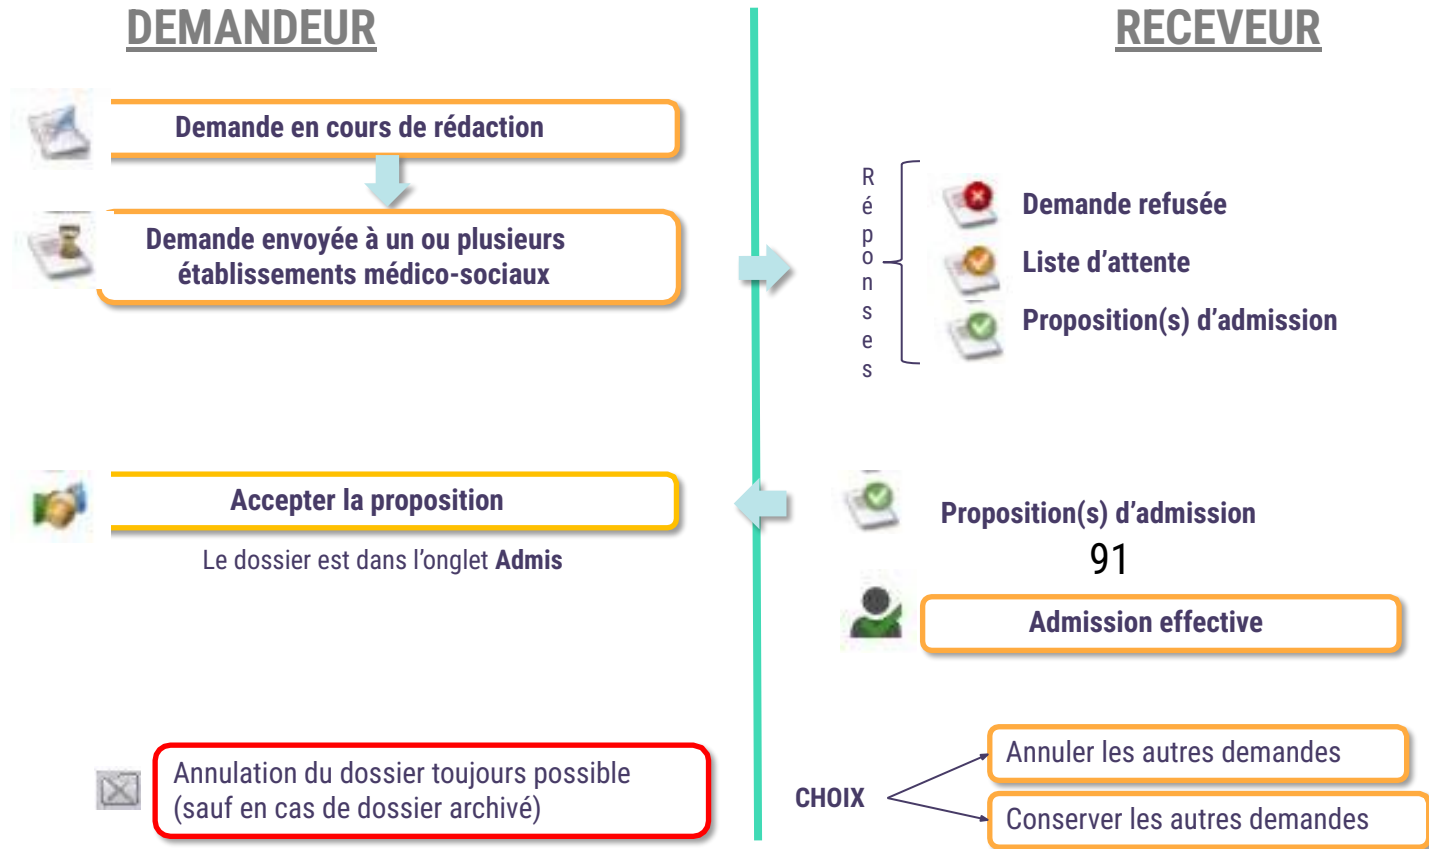 DEMANDEUR
RECEVEUR
Demande en cours de rédaction
Demande envoyée à un ou plusieurs
établissements médico-sociaux
Réponses
Demande refusée
Liste d'attente
Proposition(s) d'admission
Accepter la proposition
Le dossier est dans l'onglet Admis
Proposition(s) d'admission
91
Admission effective
Annulation du dossier toujours possible
(sauf en cas de dossier archivé)
CHOIX
Annuler les autres demandes
Conserver les autres demandes